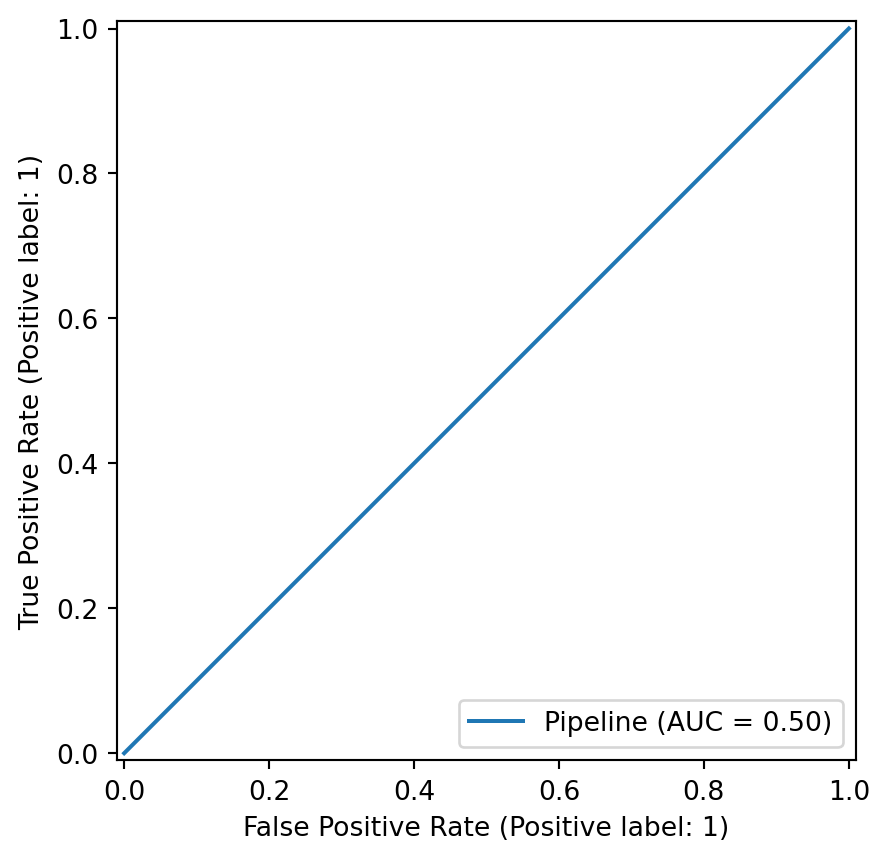 1.0
0.8
0.6
0.4
0.2
0.0
True Positive Rate (Positive label: 1)
Pipeline (AUC = 0.50)
0.0 0.2 0.4 0.6 0.8 1.0
False Positive Rate (Positive label: 1)